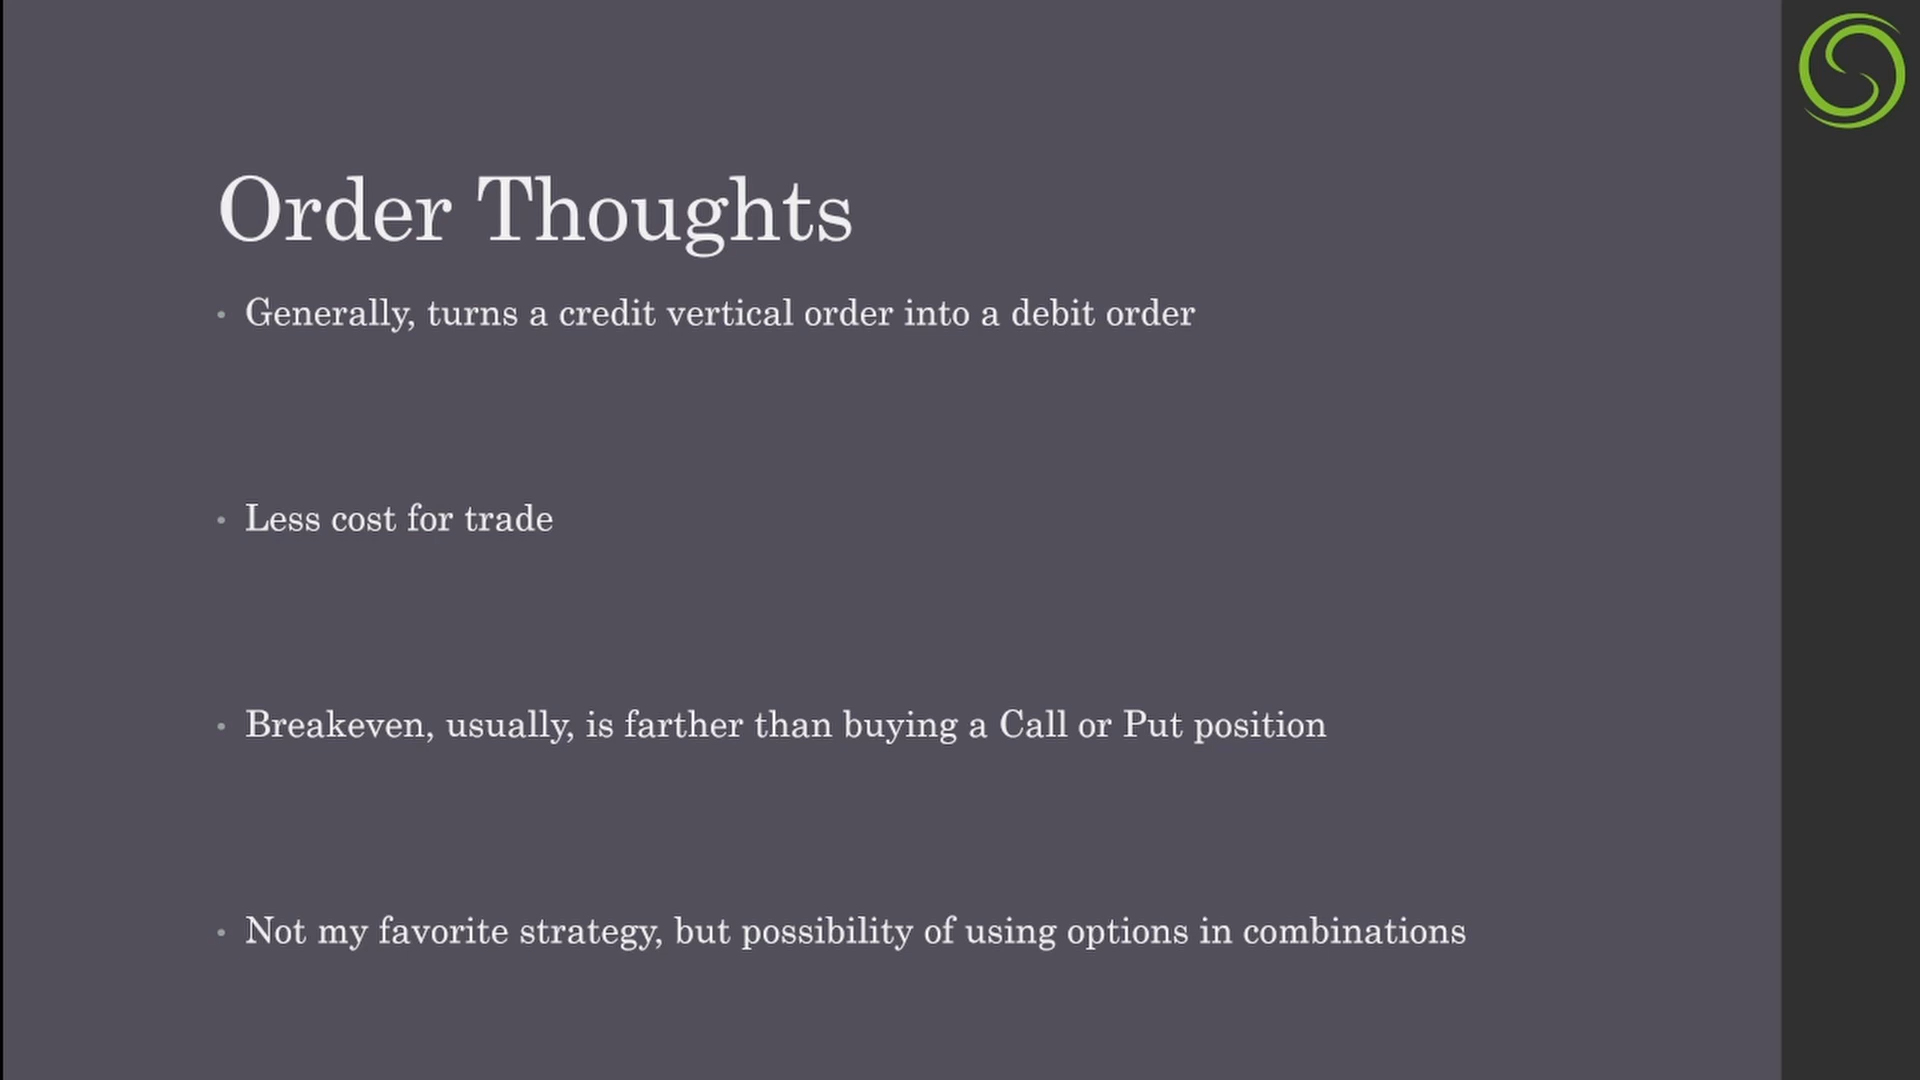 Order Thoughts
• Generally, turns a credit vertical order into a debit order
• Less cost for trade
• Breakeven, usually, is farther than buying a Call or Put position
• Not my favorite strategy, but possibility of using options in combinations